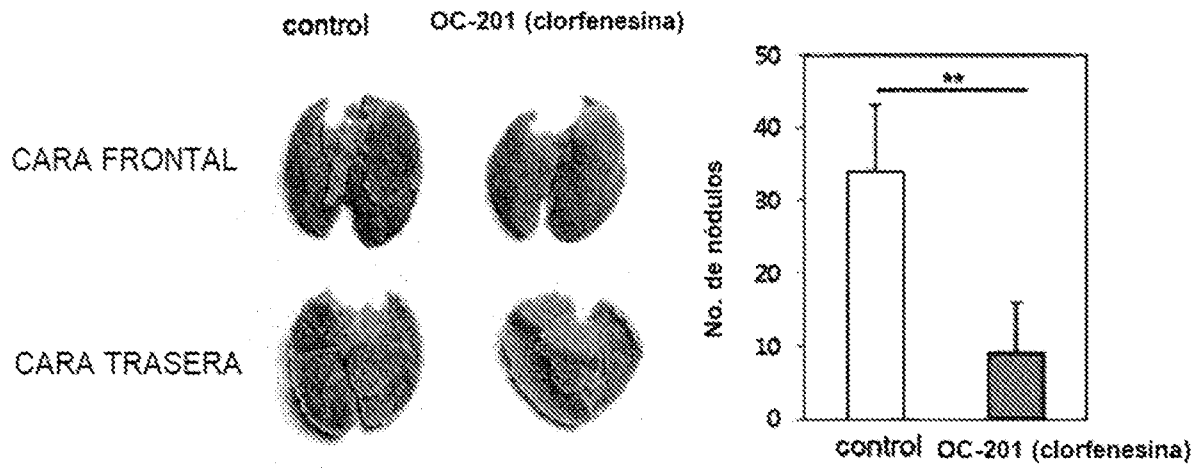 control
OC-201 (clorfenesina)
CARA FRONTAL
CARA TRASERA
No. de nódulos
50
40
30
20
10
0
**
control
OC-201 (clorfenesina)